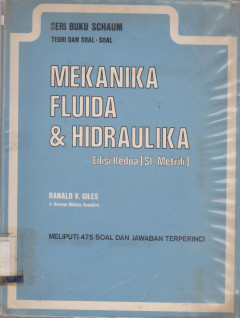 SERI BUKU SCHAUM
TEORI DAN SOAL - SOAL
MEKANIKA
FLUIDA
& HIDRAULIKA
Edisi Kedua (SI-Metrik)
RANALD V. GILES
MELIPUTI 475 SOAL DAN JAWABAN TERPERINCI